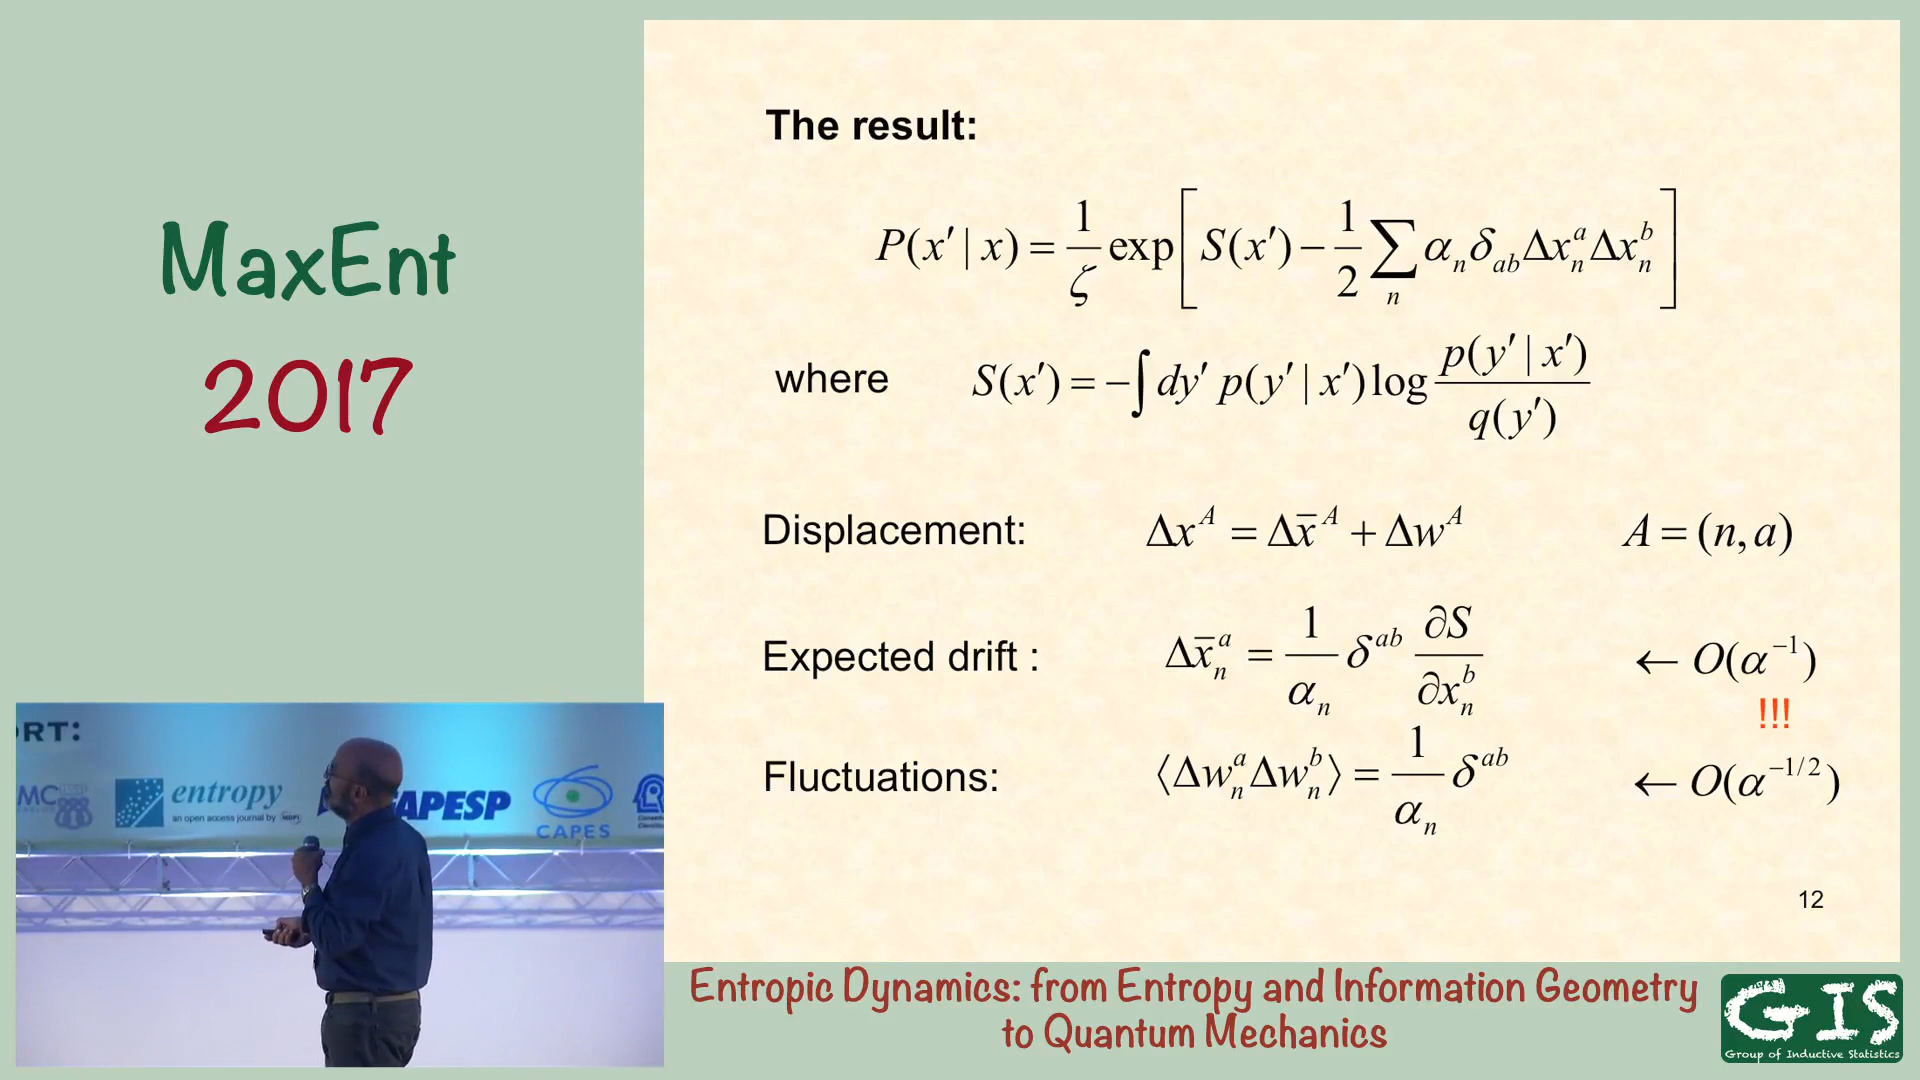 MaxEnt
2017
The result:
P(x′ | x) = 1/ζ exp[ S(x′) − 1/2 ∑_n α_n δ_ab Δx_n^a Δx_n^b ]
where S(x′) = −∫ dy′ p(y′ | x′) log p(y′ | x′)/q(y′)
Displacement: Δx^A = Δx̄^A + Δw^A A = (n, a)
Expected drift : Δx̄_n^a = 1/α_n δ^ab ∂S/∂x_n^b ← O(α^−1)
!!!
Fluctuations: ⟨Δw_n^a Δw_n^b⟩ = 1/α_n δ^ab ← O(α^−1/2)
12
RT:
MC
entropy
an open access journal by MDPI
APESP
CAPES
Entropic Dynamics: from Entropy and Information Geometry
to Quantum Mechanics
GIS
Group of Inductive Statistics